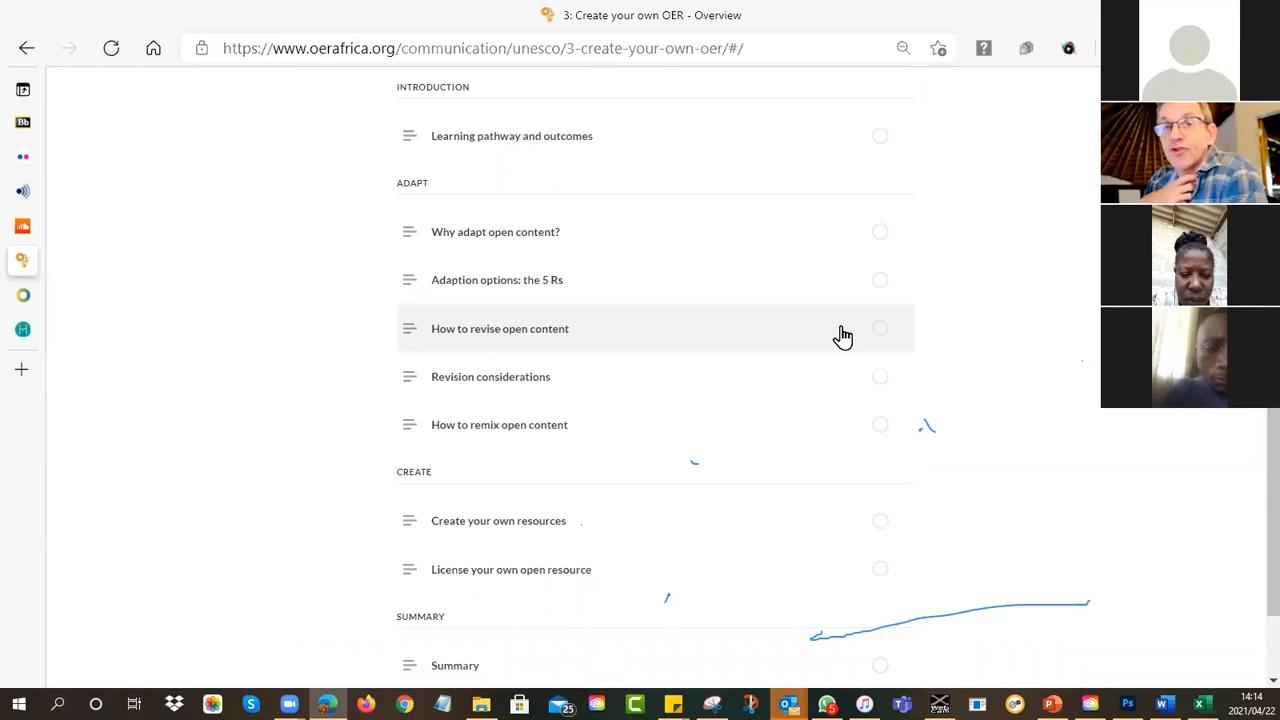 3: Create your own OER - Overview
https://www.oerafrica.org/communication/unesco/3-create-your-own-oer/#/
?
Bb
INTRODUCTION
Learning pathway and outcomes
ADAPT
Why adapt open content?
Adaption options: the 5 Rs
How to revise open content
Revision considerations
How to remix open content
CREATE
Create your own resources
License your own open resource
SUMMARY
Summary
25
5
14:14
2021/04/22